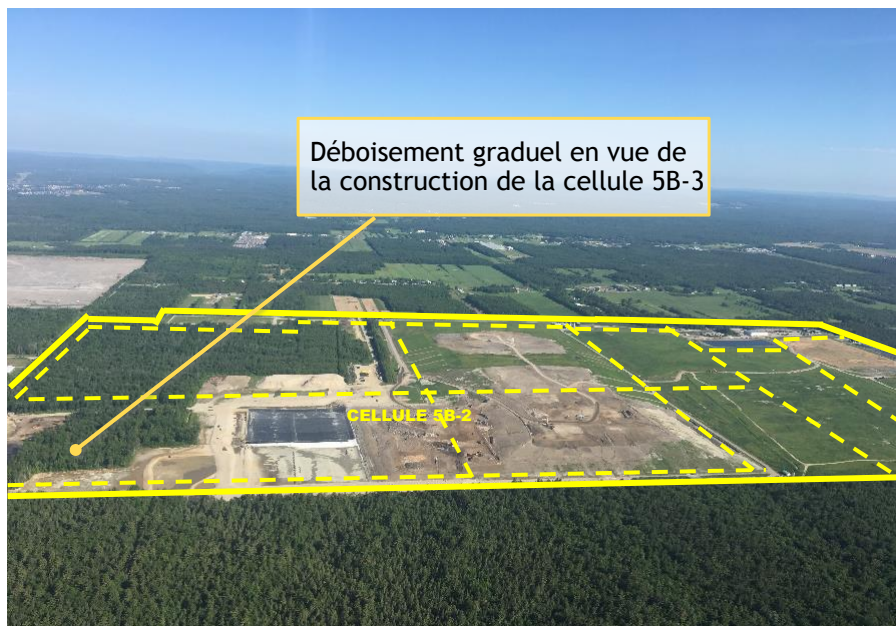 Déboisement graduel en vue de
la construction de la cellule 5B-3
CELLULE 5B-2